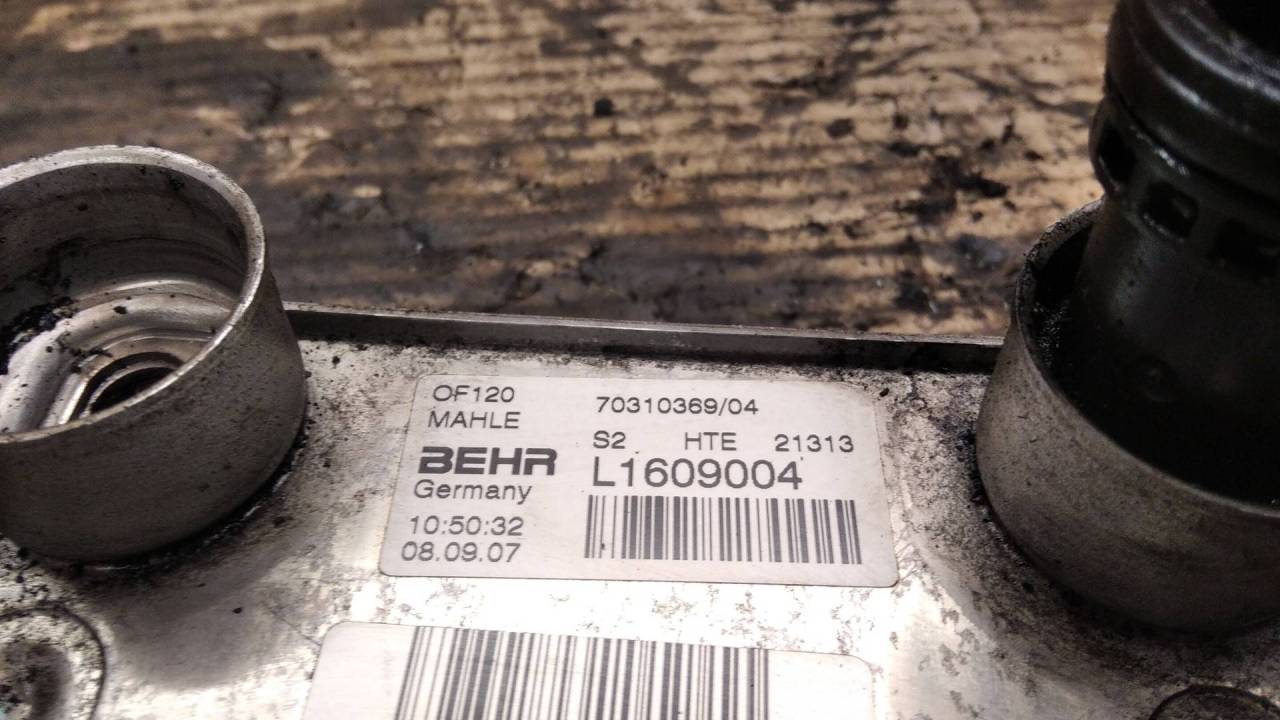 OF120 70310369/04
MAHLE
S2 HTE 21313
BEHR L1609004
Germany
10:50:32
08.09.07